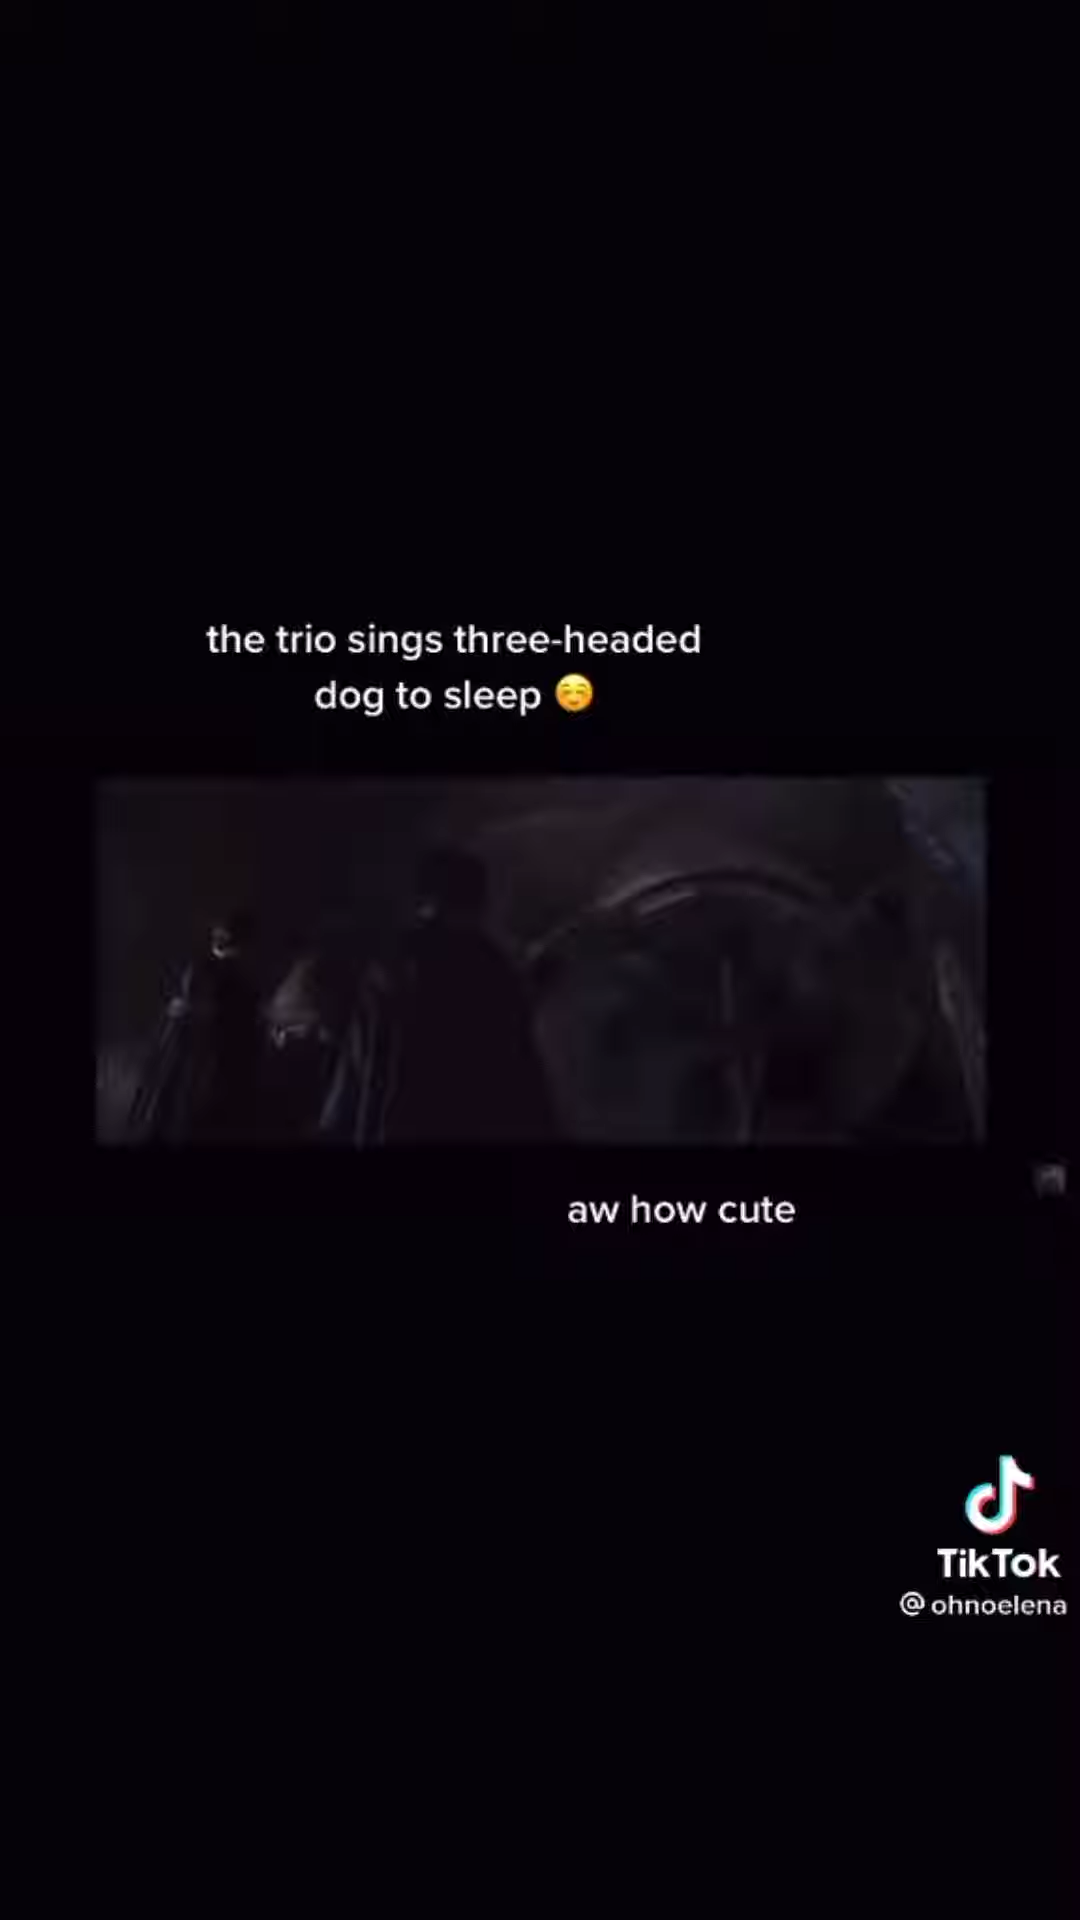 the trio sings three-headed
dog to sleep ☺️
aw how cute
TikTok
@ohnoelena